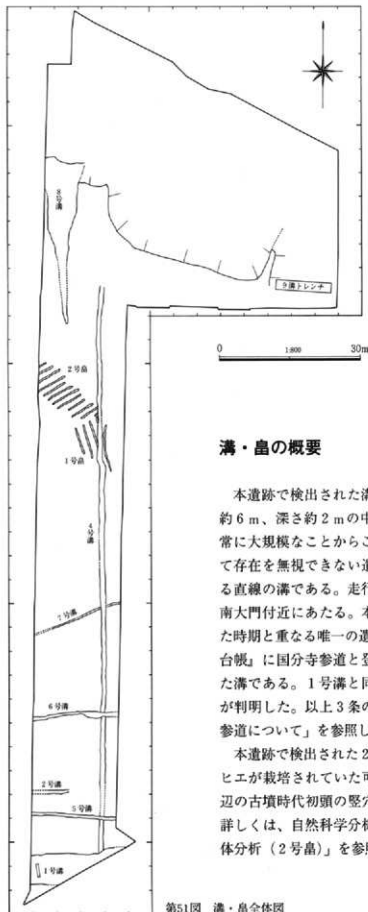 8号溝
9溝トレンチ
2号畠
1号畠
4号溝
7号溝
6号溝
2号溝
5号溝
1号溝
0 1:800 30m
溝・畠の概要
本遺跡で検出された溝
約6m、深さ約2mの中
常に大規模なことからこ
て存在を無視できない遺
る直線の溝である。走行
南大門付近にあたる。本
た時期と重なる唯一の遺
台帳』に国分寺参道と登
た溝である。1号溝と同
が判明した。以上3条の
参道について」を参照し
本遺跡で検出された2
ヒエが栽培されていた可
辺の古墳時代初頭の竪穴
詳しくは、自然科学分析
体分析（2号畠）」を参照
第51図 溝・畠全体図